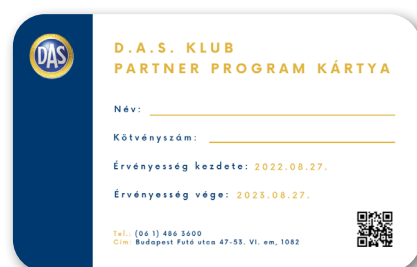 DAS
D.A.S. KLUB
PARTNER PROGRAM KÁRTYA
Név:
Kötvényszám:
Érvényesség kezdete: 2022.08.27.
Érvényesség vége: 2023.08.27.
Tel.: (06 1) 486 3600
Cím: Budapest Futó utca 47-53. VI. em, 1082